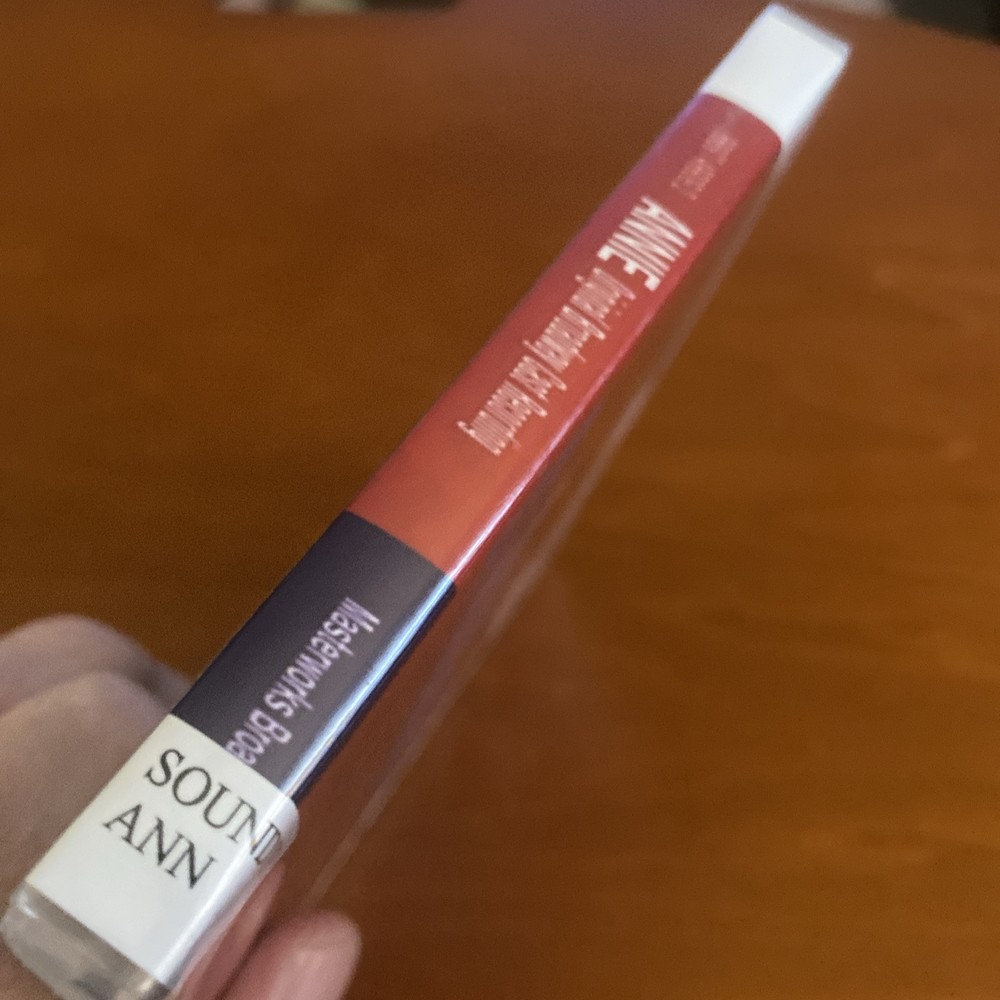 ANNIE Original Broadway Cast Recording
Masterworks Broa
SOUND
ANN